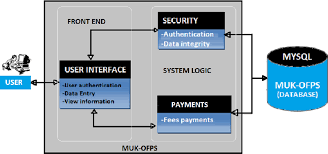 FRONT END
SECURITY
-Authentication
-Data integrity
MYSQL
USER INTERFACE
SYSTEM LOGIC
MUK-OFPS
(DATABASE)
USER
-User authentication
-Data Entry
-View information
PAYMENTS
-Fees payments
MUK-OFPS